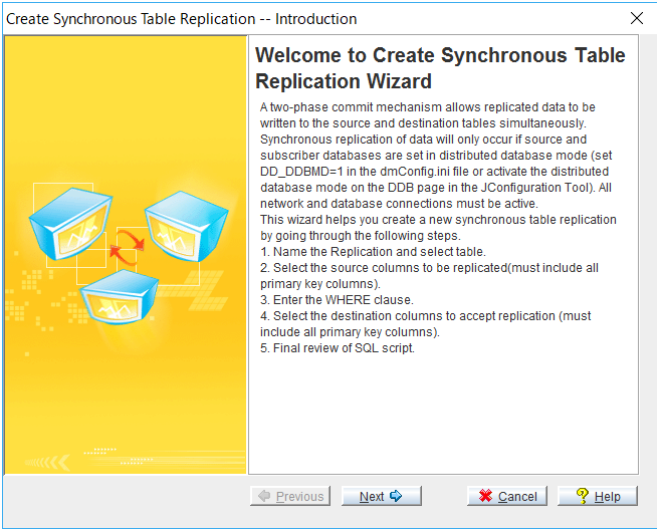 Create Synchronous Table Replication -- Introduction
Welcome to Create Synchronous Table
Replication Wizard
A two-phase commit mechanism allows replicated data to be
written to the source and destination tables simultaneously.
Synchronous replication of data will only occur if source and
subscriber databases are set in distributed database mode (set
DD_DDBMD=1 in the dmConfig.ini file or activate the distributed
database mode on the DDB page in the JConfiguration Tool). All
network and database connections must be active.
This wizard helps you create a new synchronous table replication
by going through the following steps.
1. Name the Replication and select table.
2. Select the source columns to be replicated(must include all
primary key columns).
3. Enter the WHERE clause.
4. Select the destination columns to accept replication (must
include all primary key columns).
5. Final review of SQL script.
Previous Next Cancel Help